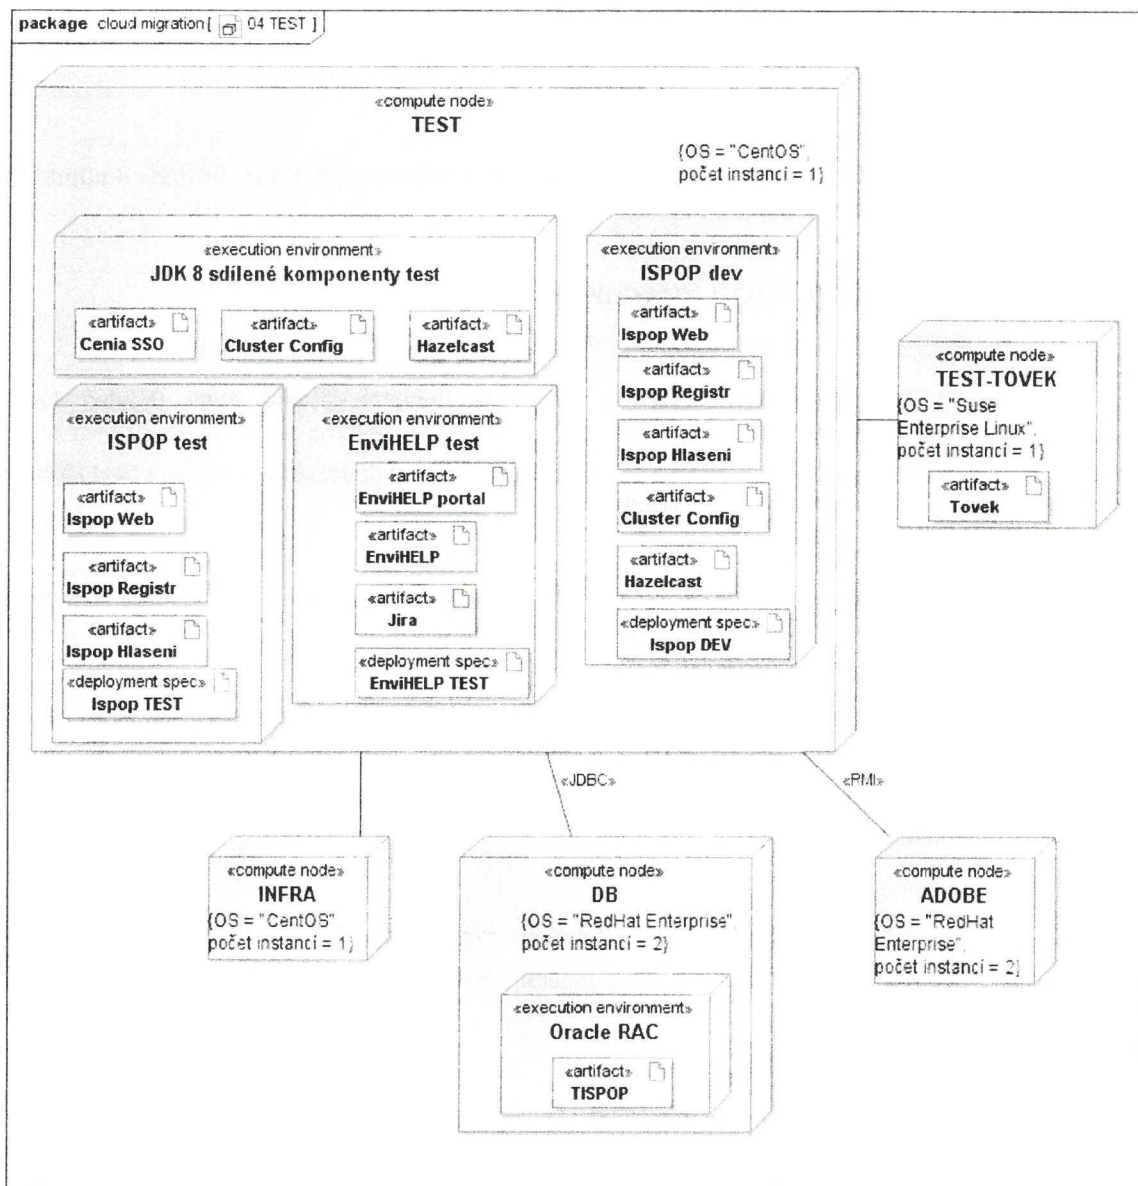 package cloud migration [ 04 TEST ]
«compute node»
TEST
{OS = "CentOS",
počet instancí = 1}
«execution environment»
JDK 8 sdílené komponenty test
«artifact»
Cenia SSO
«artifact»
Cluster Config
«artifact»
Hazelcast
«execution environment»
ISPOP test
«artifact»
Ispop Web
«artifact»
Ispop Registr
«artifact»
Ispop Hlaseni
«deployment spec»
Ispop TEST
«execution environment»
EnviHELP test
«artifact»
EnviHELP portal
«artifact»
EnviHELP
«artifact»
Jira
«deployment spec»
EnviHELP TEST
«execution environment»
ISPOP dev
«artifact»
Ispop Web
«artifact»
Ispop Registr
«artifact»
Ispop Hlaseni
«artifact»
Cluster Config
«artifact»
Hazelcast
«deployment spec»
Ispop DEV
«compute node»
TEST-TOVEK
{OS = "Suse
Enterprise Linux",
počet instancí = 1}
«artifact»
Tovek
«JDBC»
«RMI»
«compute node»
INFRA
{OS = "CentOS"
počet instancí = 1}
«compute node»
DB
{OS = "RedHat Enterprise",
počet instancí = 2}
«execution environment»
Oracle RAC
«artifact»
TISPOP
«compute node»
ADOBE
{OS = "RedHat
Enterprise",
počet instancí = 2}